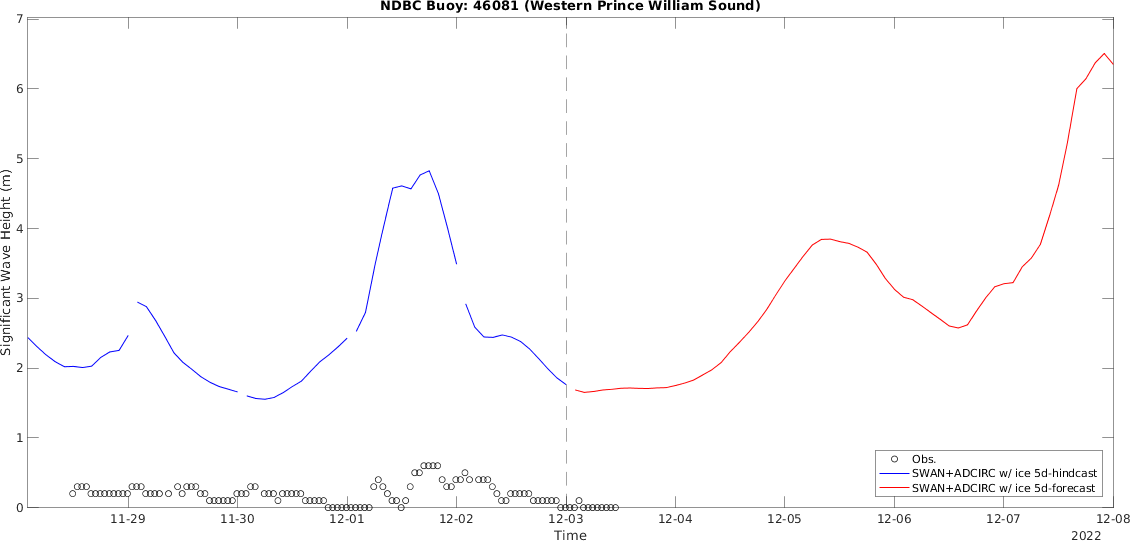 NDBC Buoy: 46081 (Western Prince William Sound)
7
6
5
4
3
2
1
0
Significant Wave Height (m)
Obs.
SWAN+ADCIRC w/ ice 5d-hindcast
SWAN+ADCIRC w/ ice 5d-forecast
11-29 11-30 12-01 12-02 12-03 12-04 12-05 12-06 12-07 12-08
Time
2022